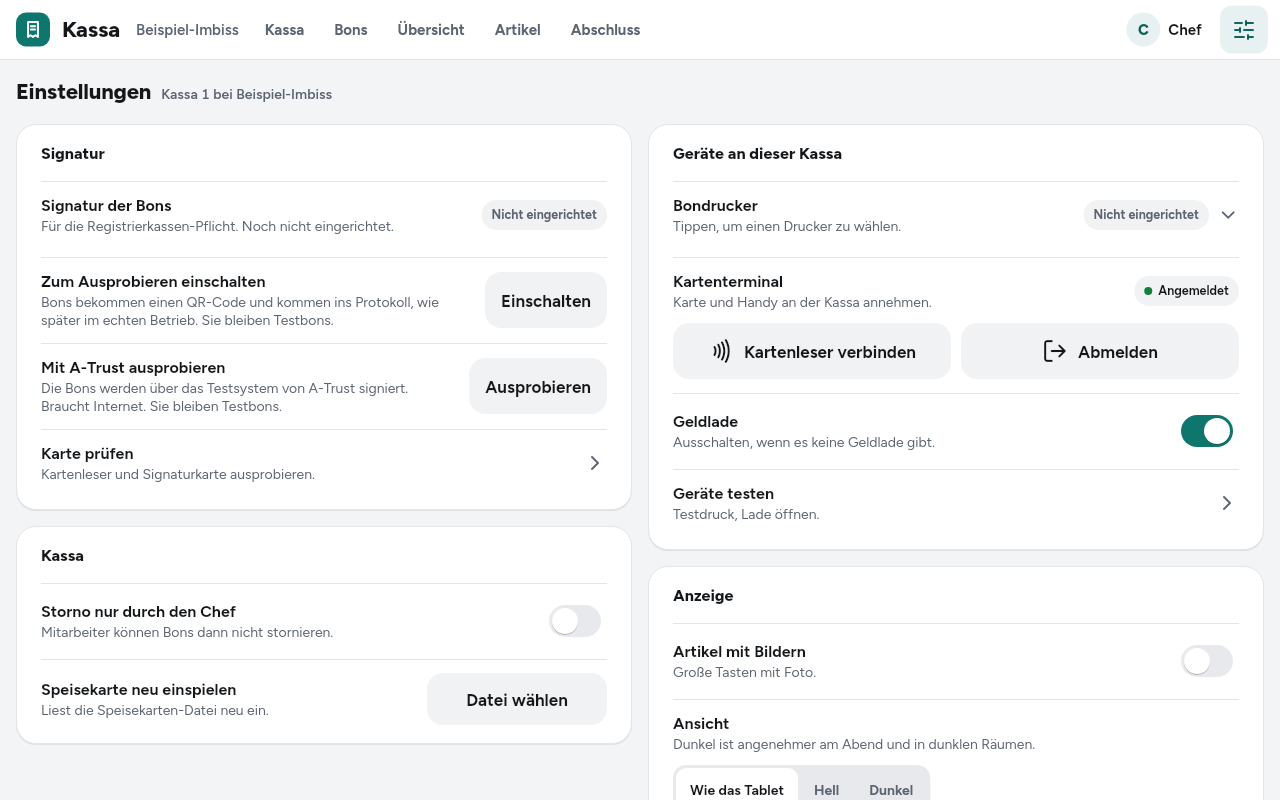 Kassa Beispiel-Imbiss Kassa Bons Übersicht Artikel Abschluss C Chef
Einstellungen Kassa 1 bei Beispiel-Imbiss
Signatur
Signatur der Bons
Für die Registrierkassen-Pflicht. Noch nicht eingerichtet.
Nicht eingerichtet
Zum Ausprobieren einschalten
Bons bekommen einen QR-Code und kommen ins Protokoll, wie
später im echten Betrieb. Sie bleiben Testbons.
Einschalten
Mit A-Trust ausprobieren
Die Bons werden über das Testsystem von A-Trust signiert.
Braucht Internet. Sie bleiben Testbons.
Ausprobieren
Karte prüfen
Kartenleser und Signaturkarte ausprobieren.
Kassa
Storno nur durch den Chef
Mitarbeiter können Bons dann nicht stornieren.
Speisekarte neu einspielen
Liest die Speisekarten-Datei neu ein.
Datei wählen
Geräte an dieser Kassa
Bondrucker
Tippen, um einen Drucker zu wählen.
Nicht eingerichtet
Kartenterminal
Karte und Handy an der Kassa annehmen.
Angemeldet
Kartenleser verbinden
Abmelden
Geldlade
Ausschalten, wenn es keine Geldlade gibt.
Geräte testen
Testdruck, Lade öffnen.
Anzeige
Artikel mit Bildern
Große Tasten mit Foto.
Ansicht
Dunkel ist angenehmer am Abend und in dunklen Räumen.
Wie das Tablet Hell Dunkel